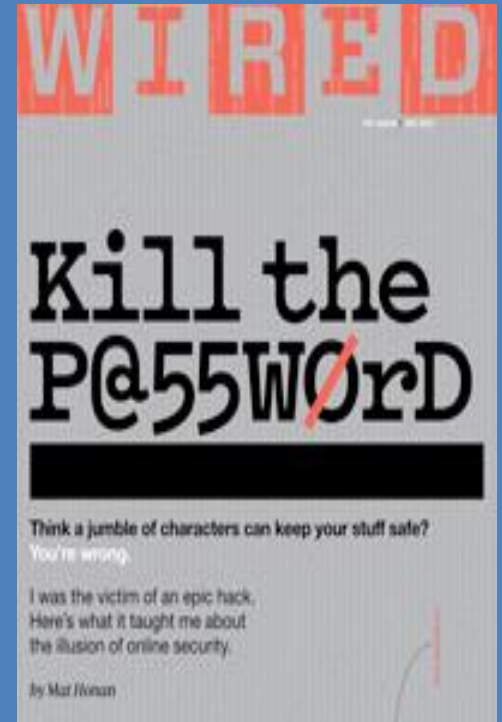 WIRED
Kill the
P@55W0rD
Think a jumble of characters can keep your stuff safe?
You're wrong.
I was the victim of an epic hack.
Here's what it taught me about
the illusion of online security.
by Mat Honan